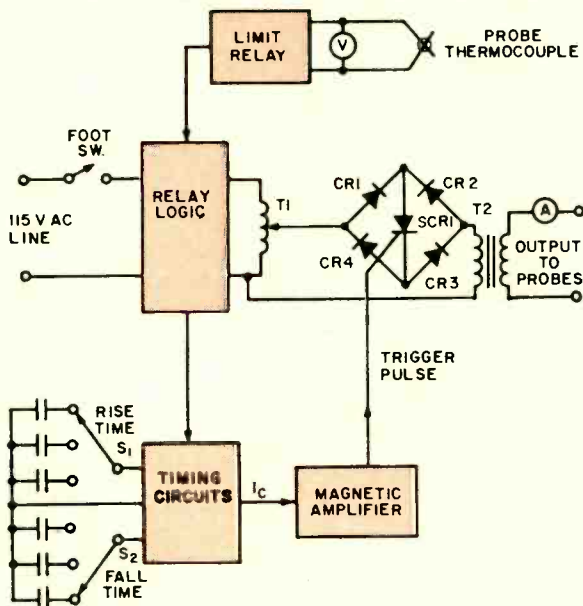 LIMIT
RELAY
V
PROBE
THERMOCOUPLE
FOOT
SW.
115 V AC
LINE
RELAY
LOGIC
T1
CR1
CR2
SCR1
CR4
CR3
T2
A
OUTPUT
TO
PROBES
TRIGGER
PULSE
RISE
TIME
S1
TIMING
CIRCUITS
IC
MAGNETIC
AMPLIFIER
S2
FALL
TIME